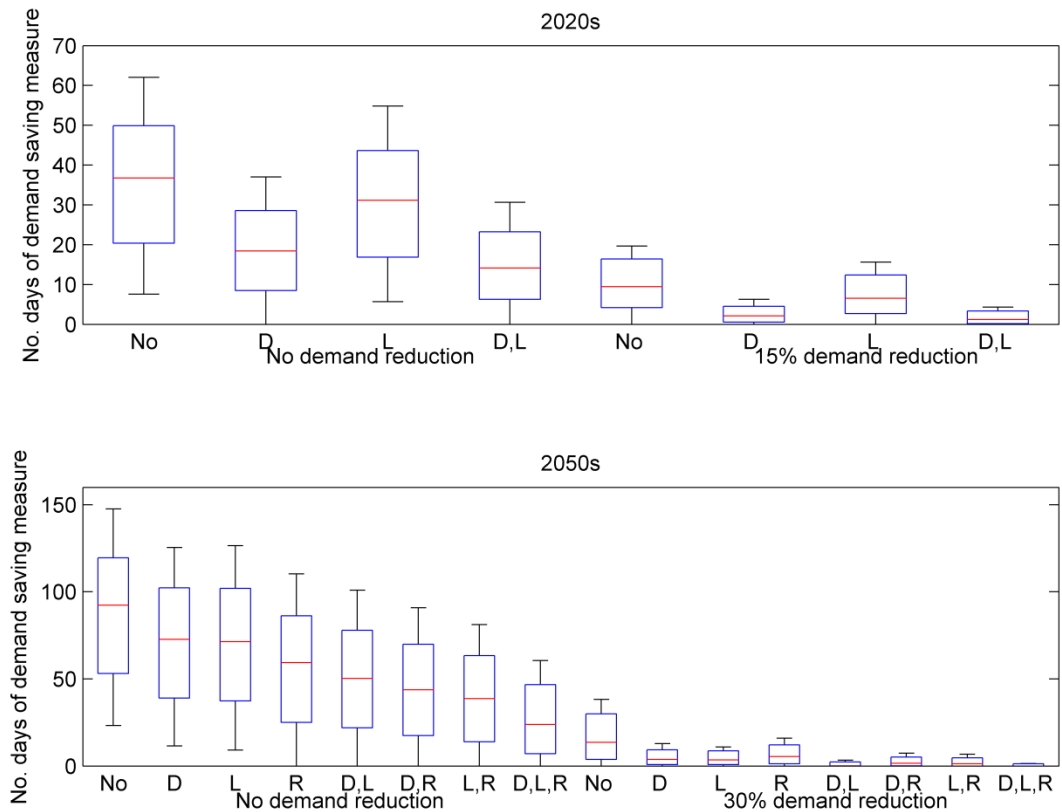 2020s
No. days of demand saving measure
70
60
50
40
30
20
10
0
No D L D,L No D L D,L
No demand reduction 15% demand reduction
2050s
No. days of demand saving measure
150
100
50
0
No D L R D,L D,R L,R D,L,R No D L R D,L D,R L,R D,L,R
No demand reduction 30% demand reduction